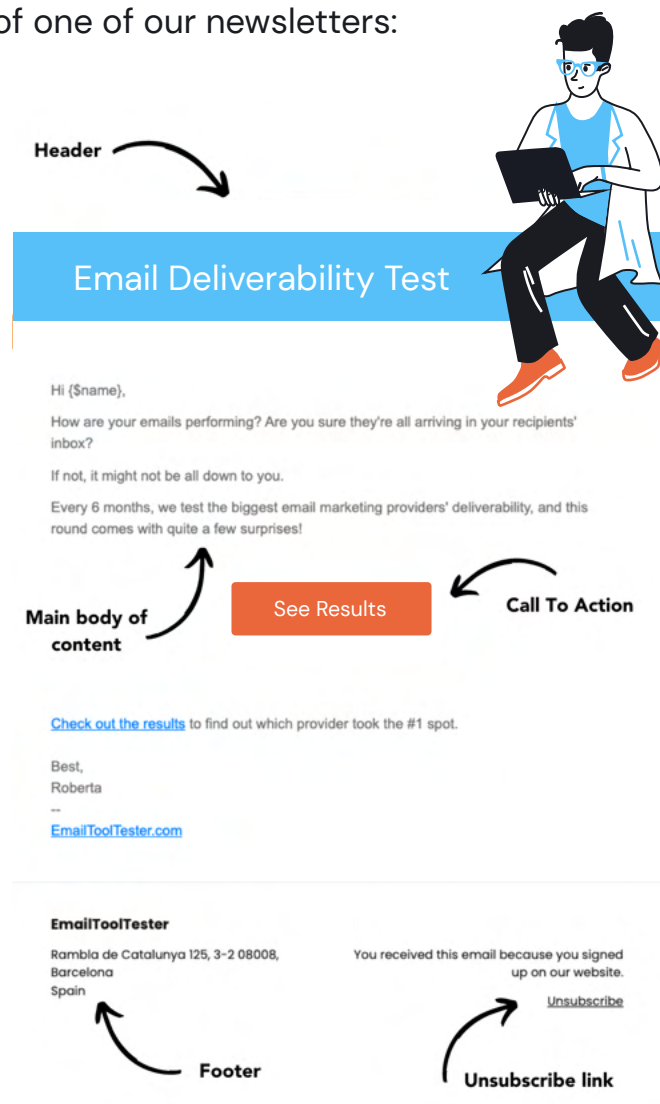 of one of our newsletters:
Header
Email Deliverability Test
Hi {$name},
How are your emails performing? Are you sure they're all arriving in your recipients'
inbox?
If not, it might not be all down to you.
Every 6 months, we test the biggest email marketing providers' deliverability, and this
round comes with quite a few surprises!
See Results
Call To Action
Main body of
content
Check out the results to find out which provider took the #1 spot.
Best,
Roberta
--
EmailToolTester.com
EmailToolTester
Rambla de Catalunya 125, 3-2 08008,
Barcelona
Spain
You received this email because you signed
up on our website.
Unsubscribe
Footer
Unsubscribe link